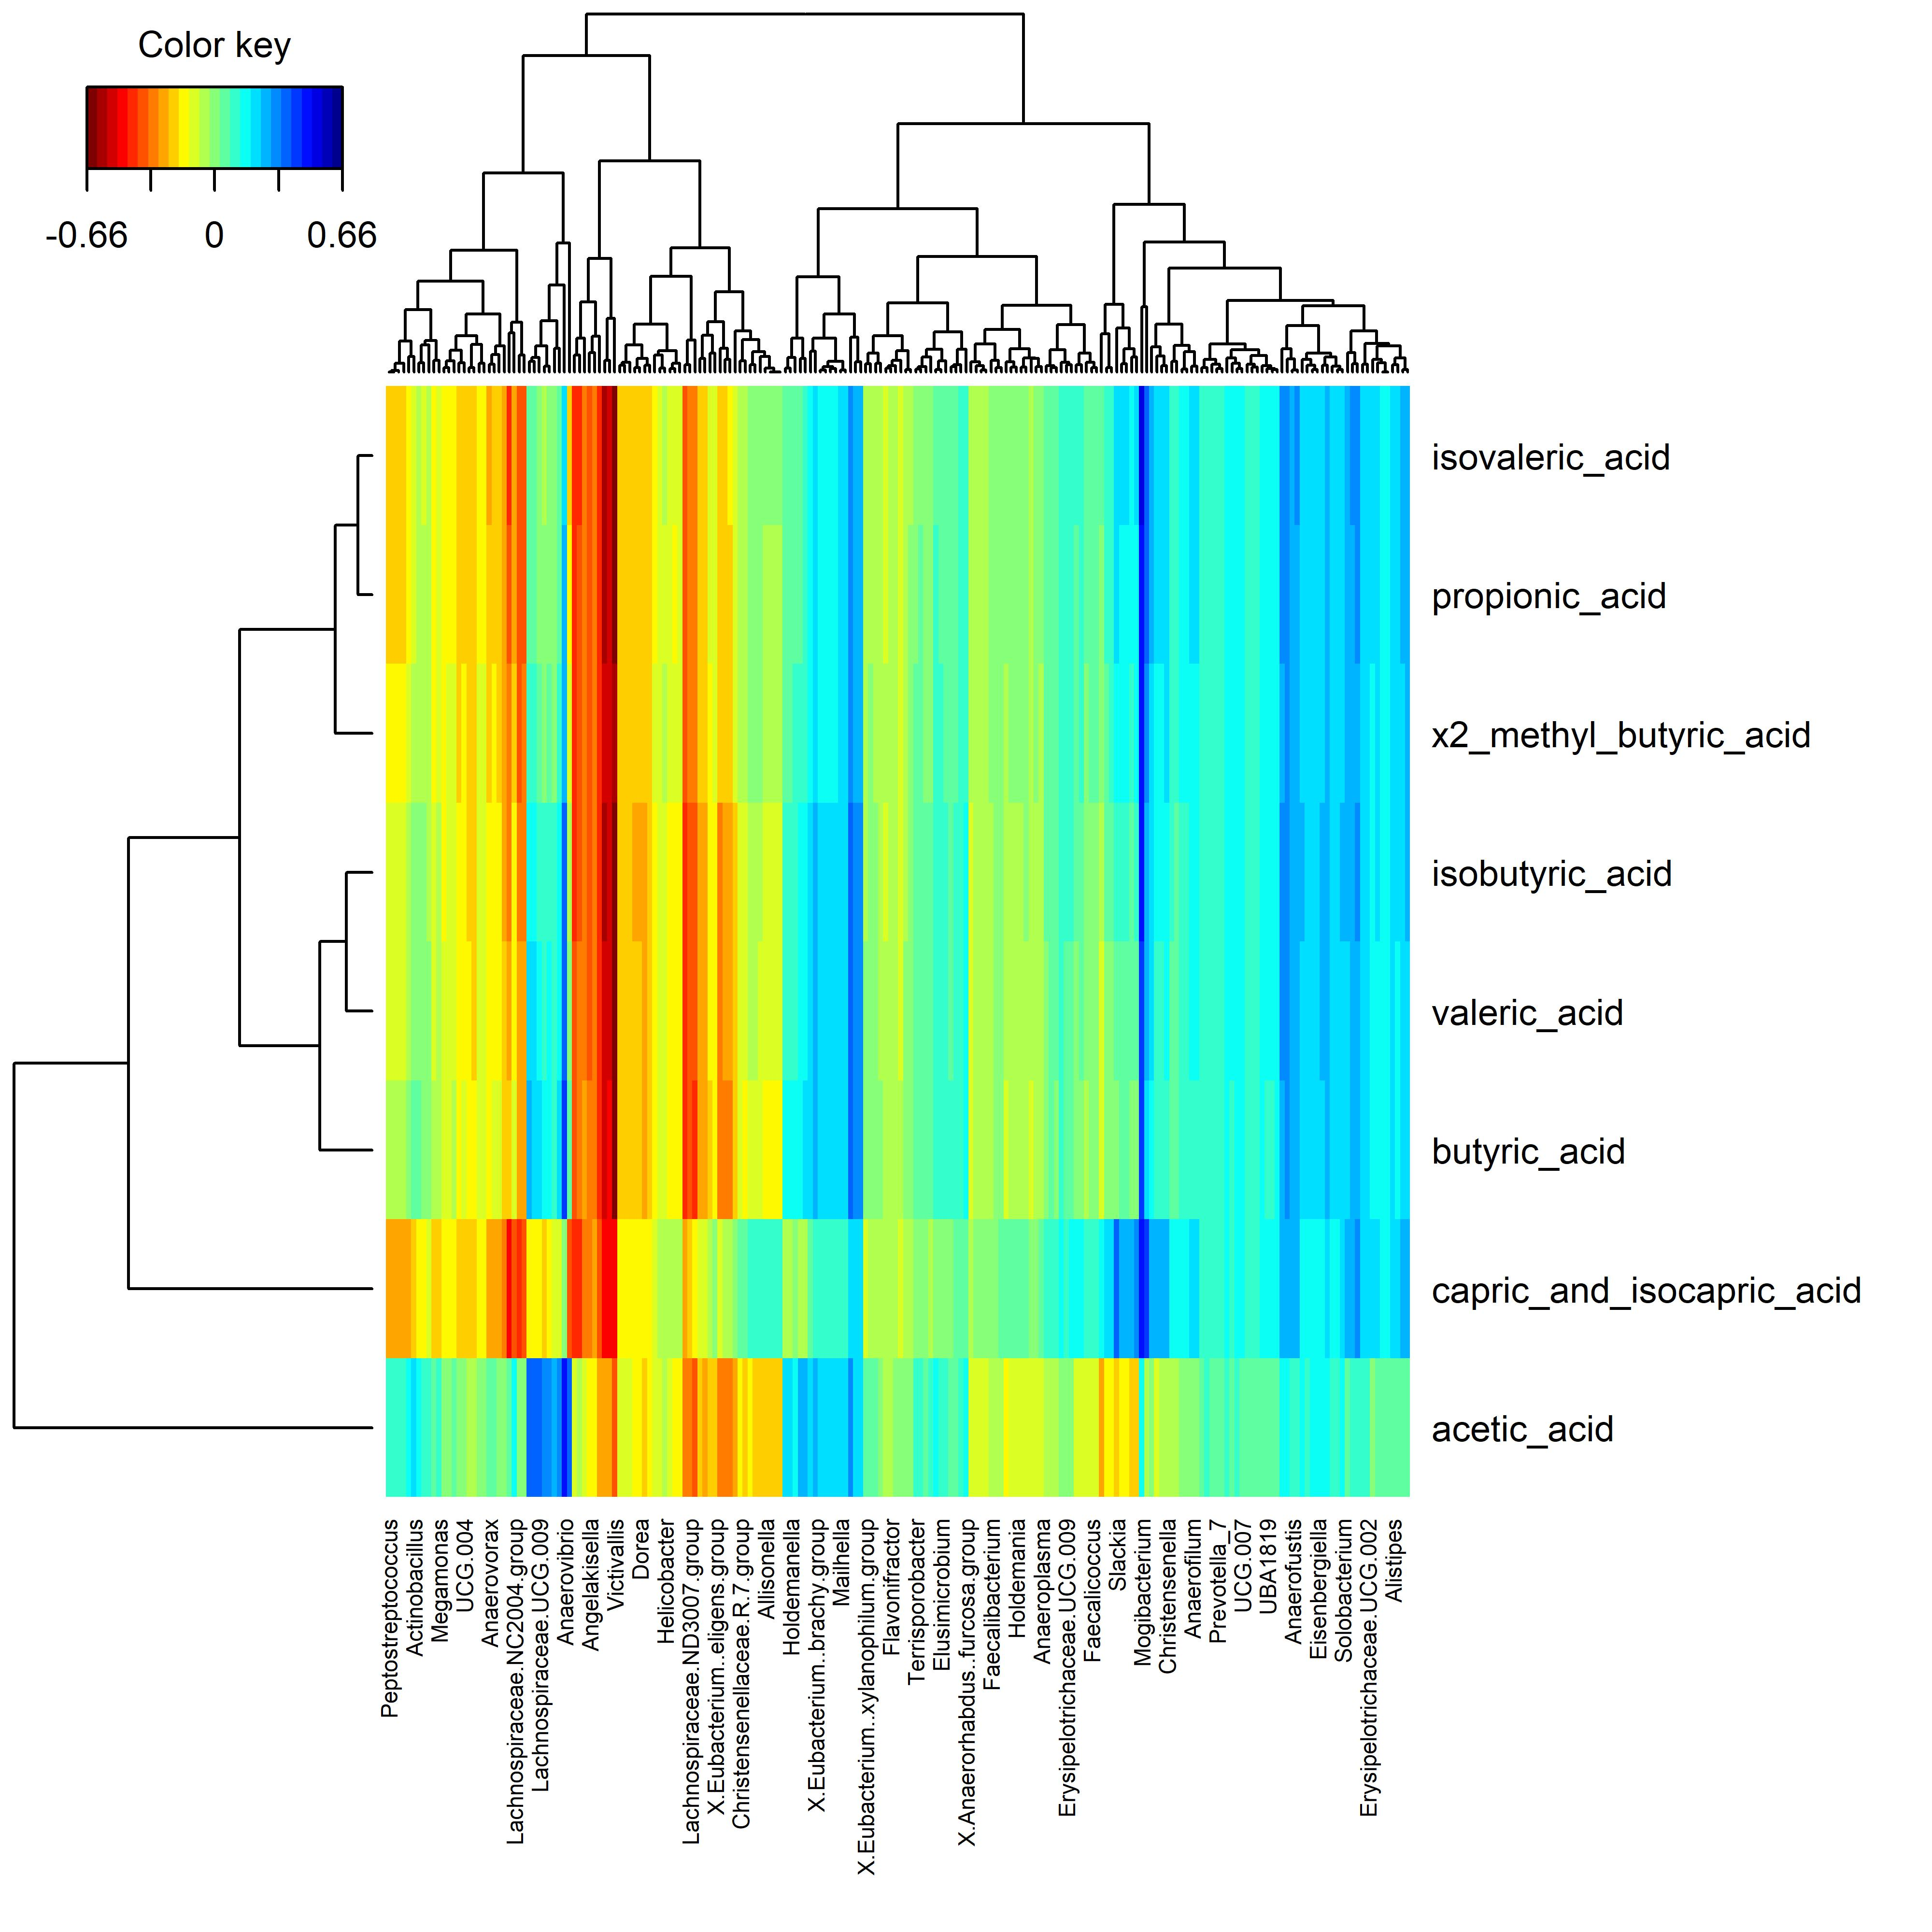 Color key
-0.66 0 0.66
isovaleric_acid
propionic_acid
x2_methyl_butyric_acid
isobutyric_acid
valeric_acid
butyric_acid
capric_and_isocapric_acid
acetic_acid
Peptostreptococcus
Actinobacillus
Megamonas
UCG.004
Anaerovorax
Lachnospiraceae.NC2004.group
Lachnospiraceae.UCG.009
Anaerovibrio
Angelakisella
Victivallis
Dorea
Helicobacter
Lachnospiraceae.ND3007.group
X.Eubacterium..eligens.group
Christensenellaceae.R.7.group
Allisonella
Holdemanella
X.Eubacterium..brachy.group
Mailhella
X.Eubacterium..xylanophilum.group
Flavonifractor
Terrisporobacter
Elusimicrobium
X.Anaerorhabdus..furcosa.group
Faecalibacterium
Holdemania
Anaeroplasma
Erysipelotrichaceae.UCG.009
Faecalicoccus
Slackia
Mogibacterium
Christensenella
Anaerofilum
Prevotella_7
UCG.007
UBA1819
Anaerofustis
Eisenbergiella
Solobacterium
Erysipelotrichaceae.UCG.002
Alistipes